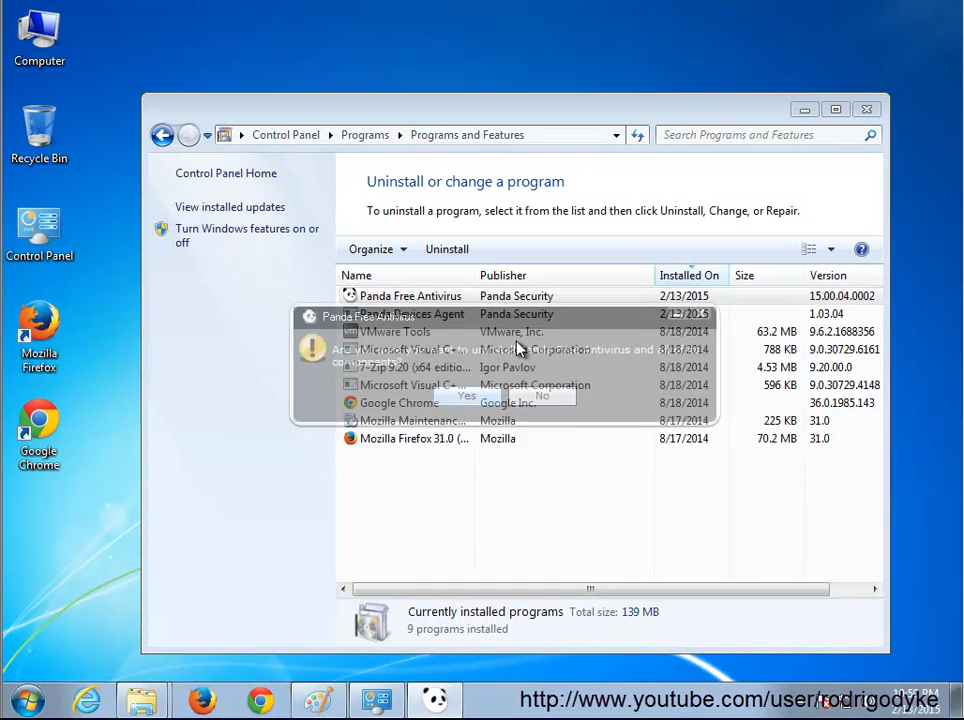 Computer
Recycle Bin
Control Panel
Mozilla
Firefox
Google
Chrome
Control Panel Programs Programs and Features
Search Programs and Features
Control Panel Home
View installed updates
Turn Windows features on or
off
Uninstall or change a program
To uninstall a program, select it from the list and then click Uninstall, Change, or Repair.
Organize Uninstall
Name Publisher Installed On Size Version
Panda Free Antivirus Panda Security 2/13/2015 15.00.04.0002
Panda Devices Agent Panda Security 2/13/2015 1.03.04
Panda Free Antivirus
VMware Tools VMware, Inc. 8/18/2014 63.2 MB 9.6.2.1688356
Microsoft Visual C+... Microsoft Corporation 8/18/2014 788 KB 9.0.30729.6161
7-Zip 9.20 (x64 editio... Igor Pavlov 8/18/2014 4.53 MB 9.20.00.0
Microsoft Visual C+... Microsoft Corporation 8/18/2014 596 KB 9.0.30729.4148
Yes No
Google Chrome Google Inc. 8/18/2014 36.0.1985.143
Mozilla Maintenanc... Mozilla 8/17/2014 225 KB 31.0
Mozilla Firefox 31.0 (... Mozilla 8/17/2014 70.2 MB 31.0
Currently installed programs Total size: 139 MB
9 programs installed
http://www.youtube.com/user/rodrigodyke
2/13/2015